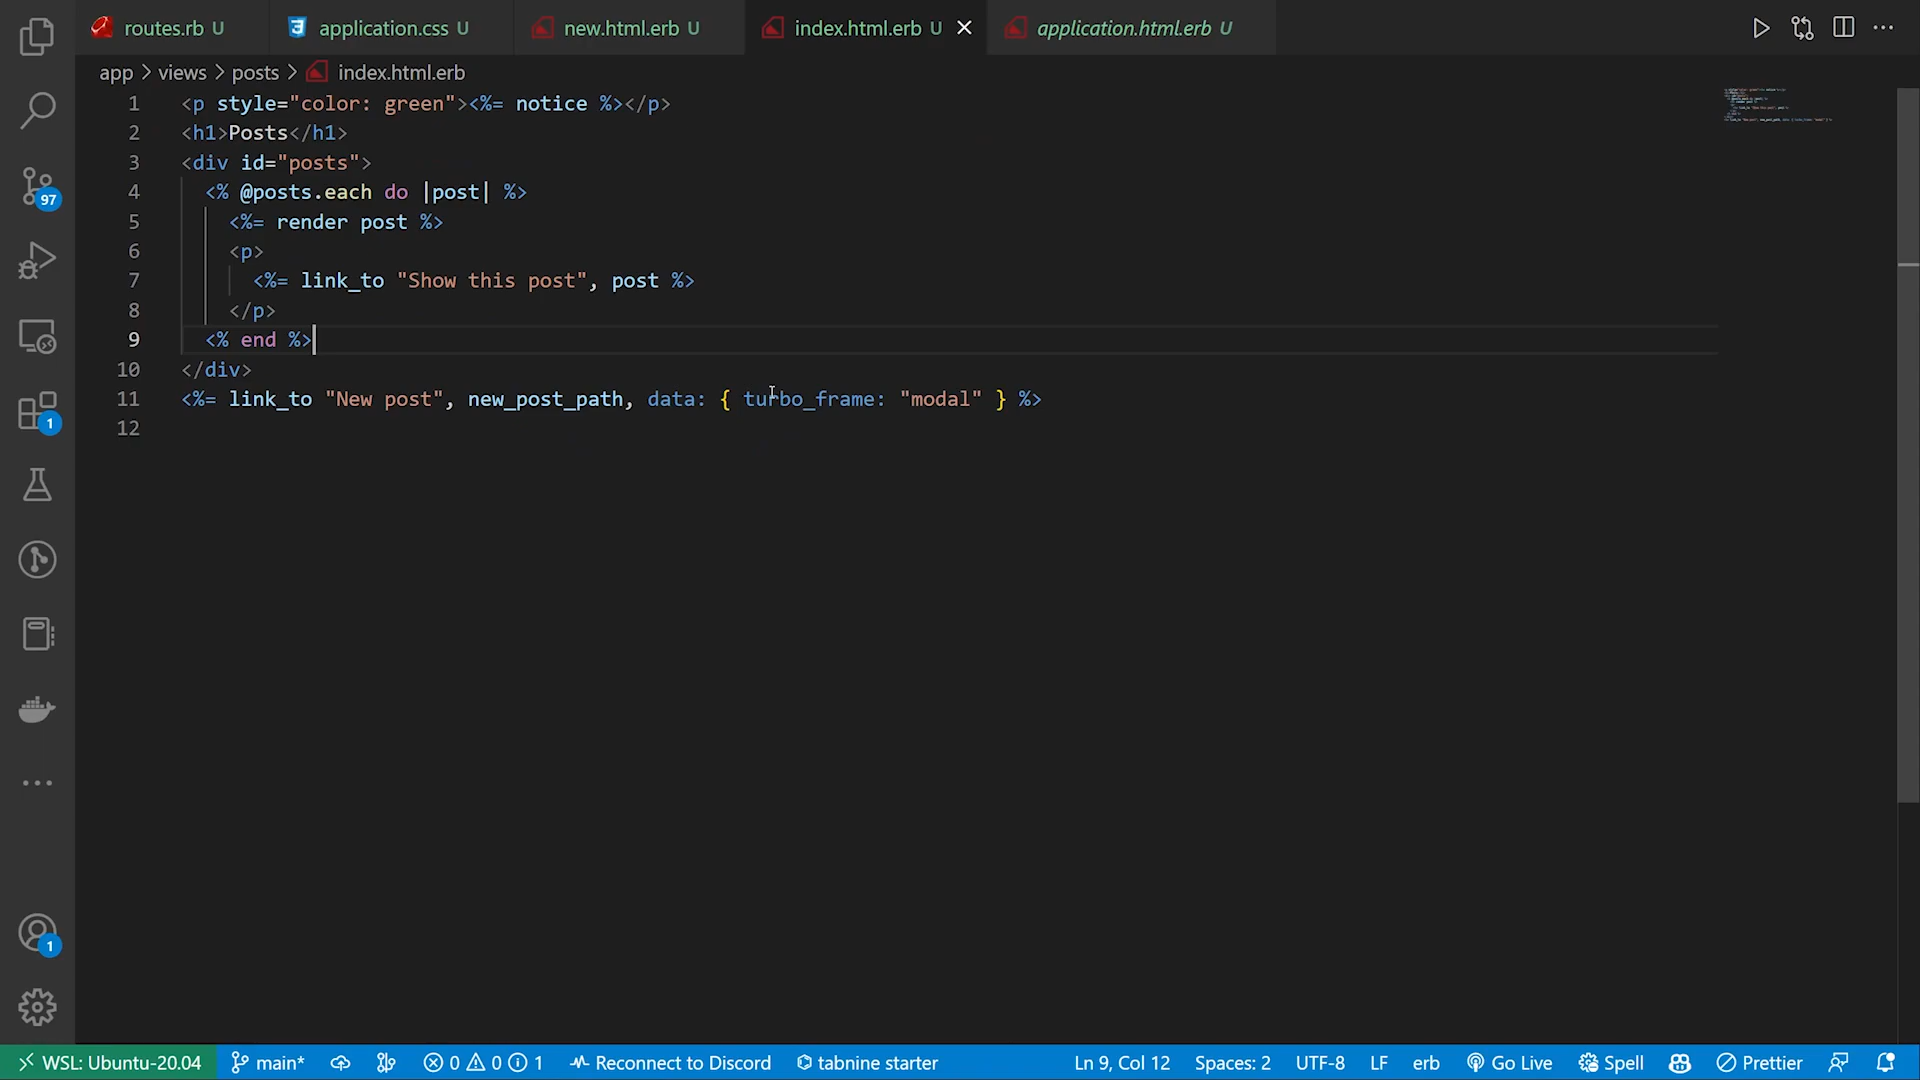 routes.rb U
application.css U
new.html.erb U
index.html.erb U
application.html.erb U
app > views > posts > index.html.erb
1 <p style="color: green"><%= notice %></p>
2 <h1>Posts</h1>
3 <div id="posts">
4 <% @posts.each do |post| %>
5 <%= render post %>
6 <p>
7 <%= link_to "Show this post", post %>
8 </p>
9 <% end %>
10 </div>
11 <%= link_to "New post", new_post_path, data: { turbo_frame: "modal" } %>
12
97
1
1
WSL: Ubuntu-20.04 main* 0 0 1 Reconnect to Discord tabnine starter Ln 9, Col 12 Spaces: 2 UTF-8 LF erb Go Live Spell Prettier